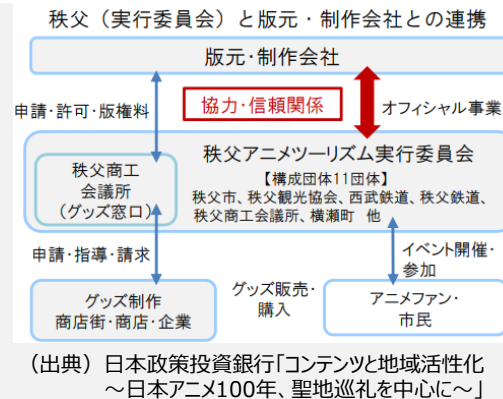 秩父（実行委員会）と版元・制作会社との連携
版元・制作会社
申請・許可・版権料
協力・信頼関係
オフィシャル事業
秩父アニメツーリズム実行委員会
【構成団体11団体】
秩父市、秩父観光協会、西武鉄道、秩父鉄道、
秩父商工会議所、横瀬町 他
秩父商工
会議所
（グッズ窓口）
申請・指導・請求
イベント開催・
参加
グッズ制作
商店街・商店・企業
グッズ販売・
購入
アニメファン・
市民
（出典）日本政策投資銀行「コンテンツと地域活性化
～日本アニメ100年、聖地巡礼を中心に～」